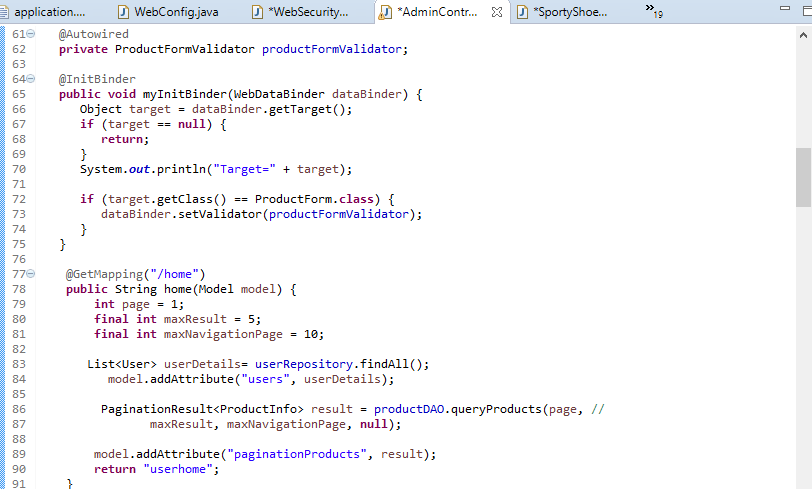 application....
WebConfig.java
*WebSecurity...
*AdminContr...
*SportyShoe...
»19
61 @Autowired
62 private ProductFormValidator productFormValidator;
63
64 @InitBinder
65 public void myInitBinder(WebDataBinder dataBinder) {
66 Object target = dataBinder.getTarget();
67 if (target == null) {
68 return;
69 }
70 System.out.println("Target=" + target);
71
72 if (target.getClass() == ProductForm.class) {
73 dataBinder.setValidator(productFormValidator);
74 }
75 }
76
77 @GetMapping("/home")
78 public String home(Model model) {
79 int page = 1;
80 final int maxResult = 5;
81 final int maxNavigationPage = 10;
82
83 List<User> userDetails= userRepository.findAll();
84 model.addAttribute("users", userDetails);
85
86 PaginationResult<ProductInfo> result = productDAO.queryProducts(page, //
87 maxResult, maxNavigationPage, null);
88
89 model.addAttribute("paginationProducts", result);
90 return "userhome";
91 }